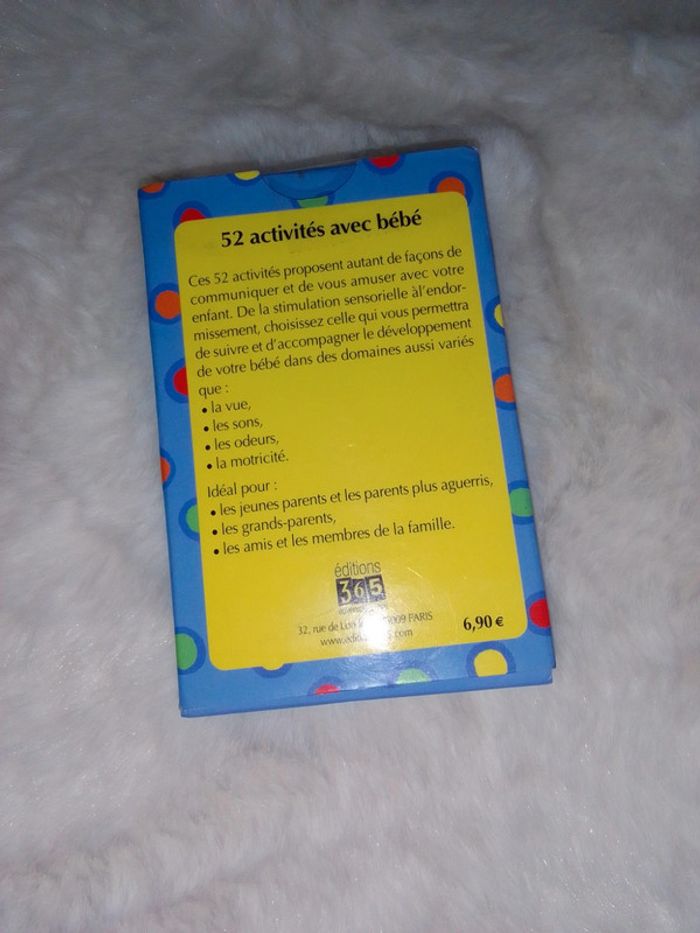 52 activités avec bébé
Ces 52 activités proposent autant de façons de
communiquer et de vous amuser avec votre
enfant. De la stimulation sensorielle àl'endor-
missement, choisissez celle qui vous permettra
de suivre et d'accompagner le développement
de votre bébé dans des domaines aussi variés
que :
• la vue,
• les sons,
• les odeurs,
• la motricité.
Idéal pour :
• les jeunes parents et les parents plus aguerris,
• les grands-parents,
• les amis et les membres de la famille.
éditions
365
32, rue de PARIS
6,90 €